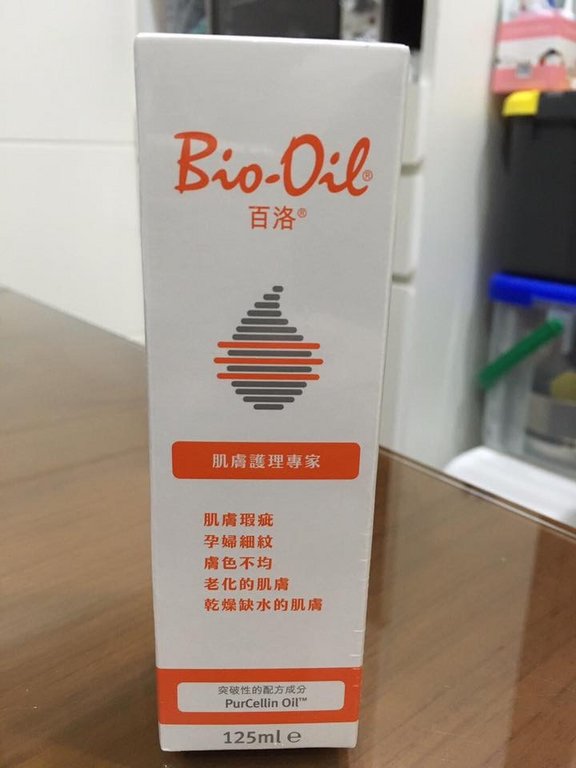 Bio-Oil®
百洛®
肌膚護理專家
肌膚瑕疵
孕婦細紋
膚色不均
老化的肌膚
乾燥缺水的肌膚
突破性的配方成分
PurCellin Oil™
125ml ℮